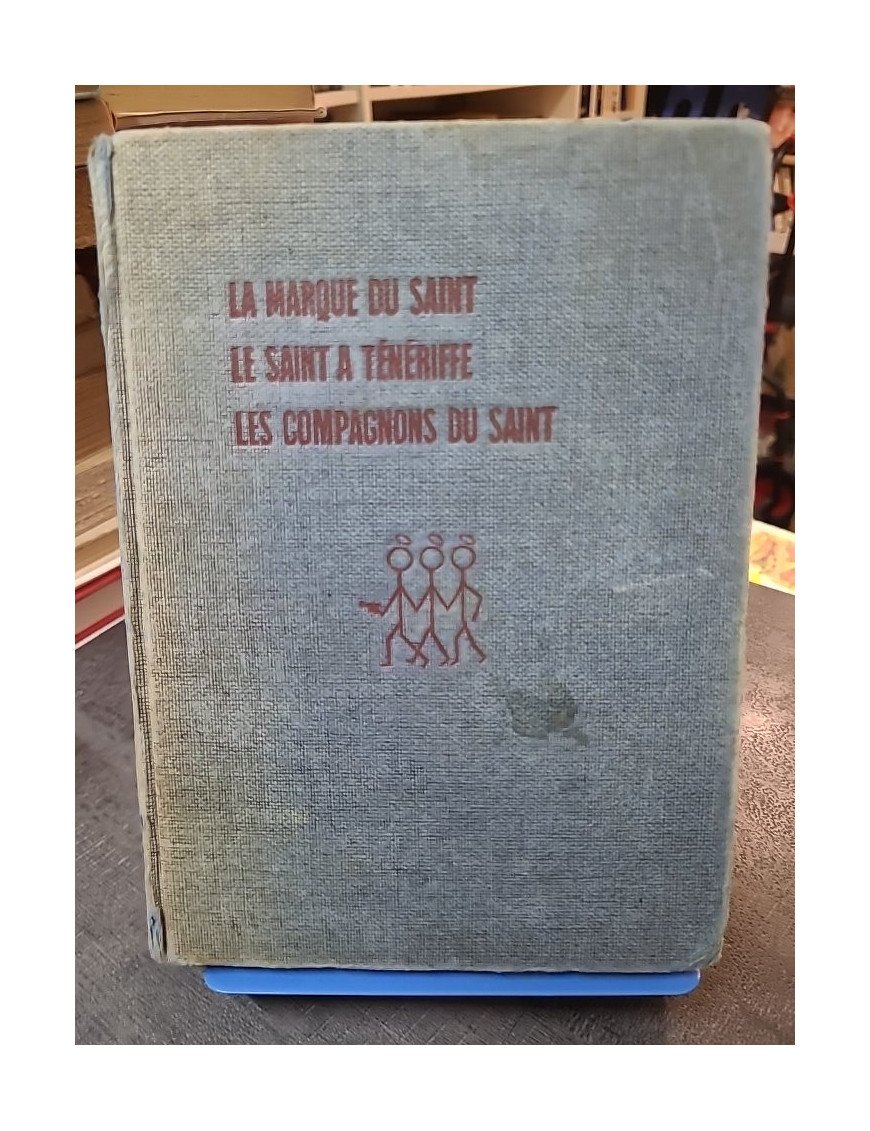 LA MARQUE DU SAINT
LE SAINT A TÉNÉRIFFE
LES COMPAGNONS DU SAINT